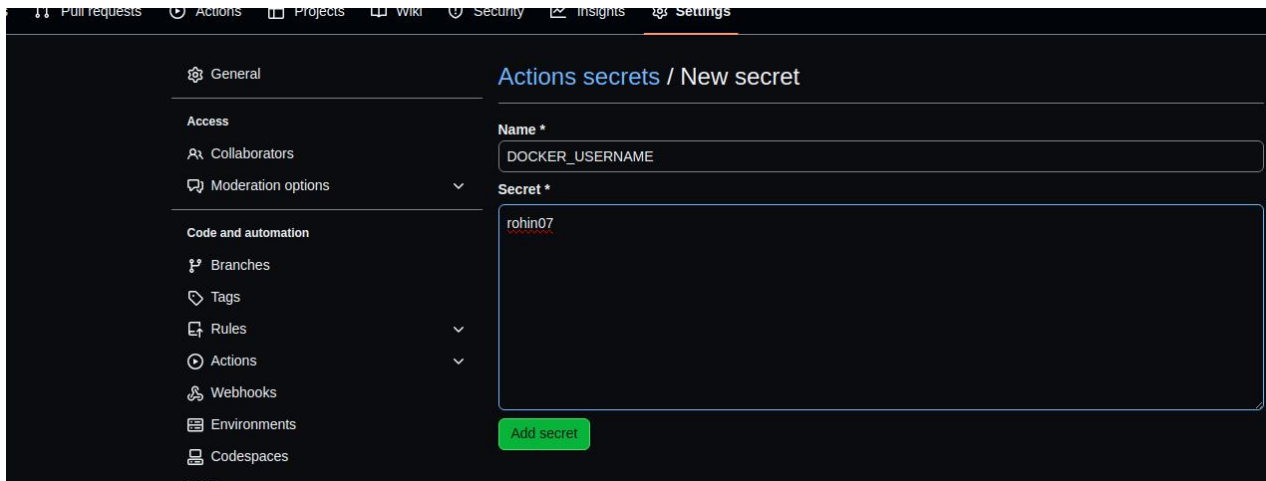 Pull requests Actions Projects Wiki Security Insights Settings
General
Access
Collaborators
Moderation options
Code and automation
Branches
Tags
Rules
Actions
Webhooks
Environments
Codespaces
Actions secrets / New secret
Name *
DOCKER_USERNAME
Secret *
rohin07
Add secret